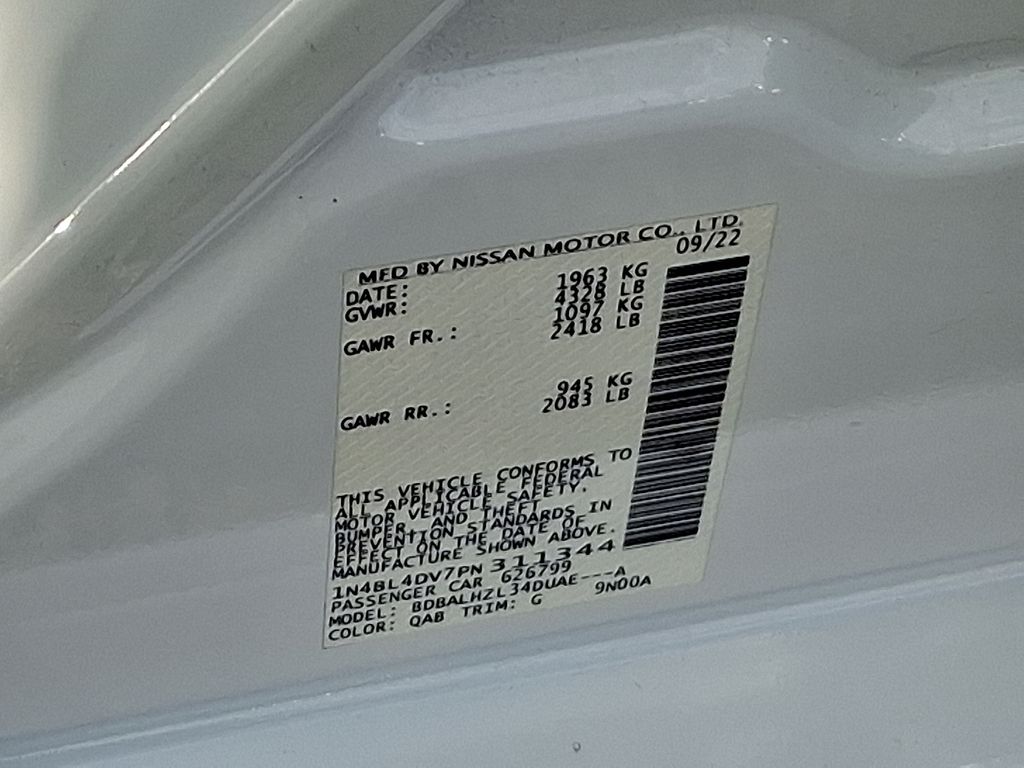 MFD BY NISSAN MOTOR CO., LTD.
DATE: 09/22
GVWR: 1963 KG
4328 LB
GAWR FR.: 1097 KG
2418 LB
GAWR RR.: 945 KG
2083 LB
THIS VEHICLE CONFORMS TO
ALL APPLICABLE FEDERAL
MOTOR VEHICLE SAFETY,
BUMPER, AND THEFT
PREVENTION STANDARDS IN
EFFECT ON THE DATE OF
MANUFACTURE SHOWN ABOVE.
1N4BL4DV7PN311344
PASSENGER CAR 626799
MODEL: BDBALHZL34DUAE---A
COLOR: QAB TRIM: G 9N00A